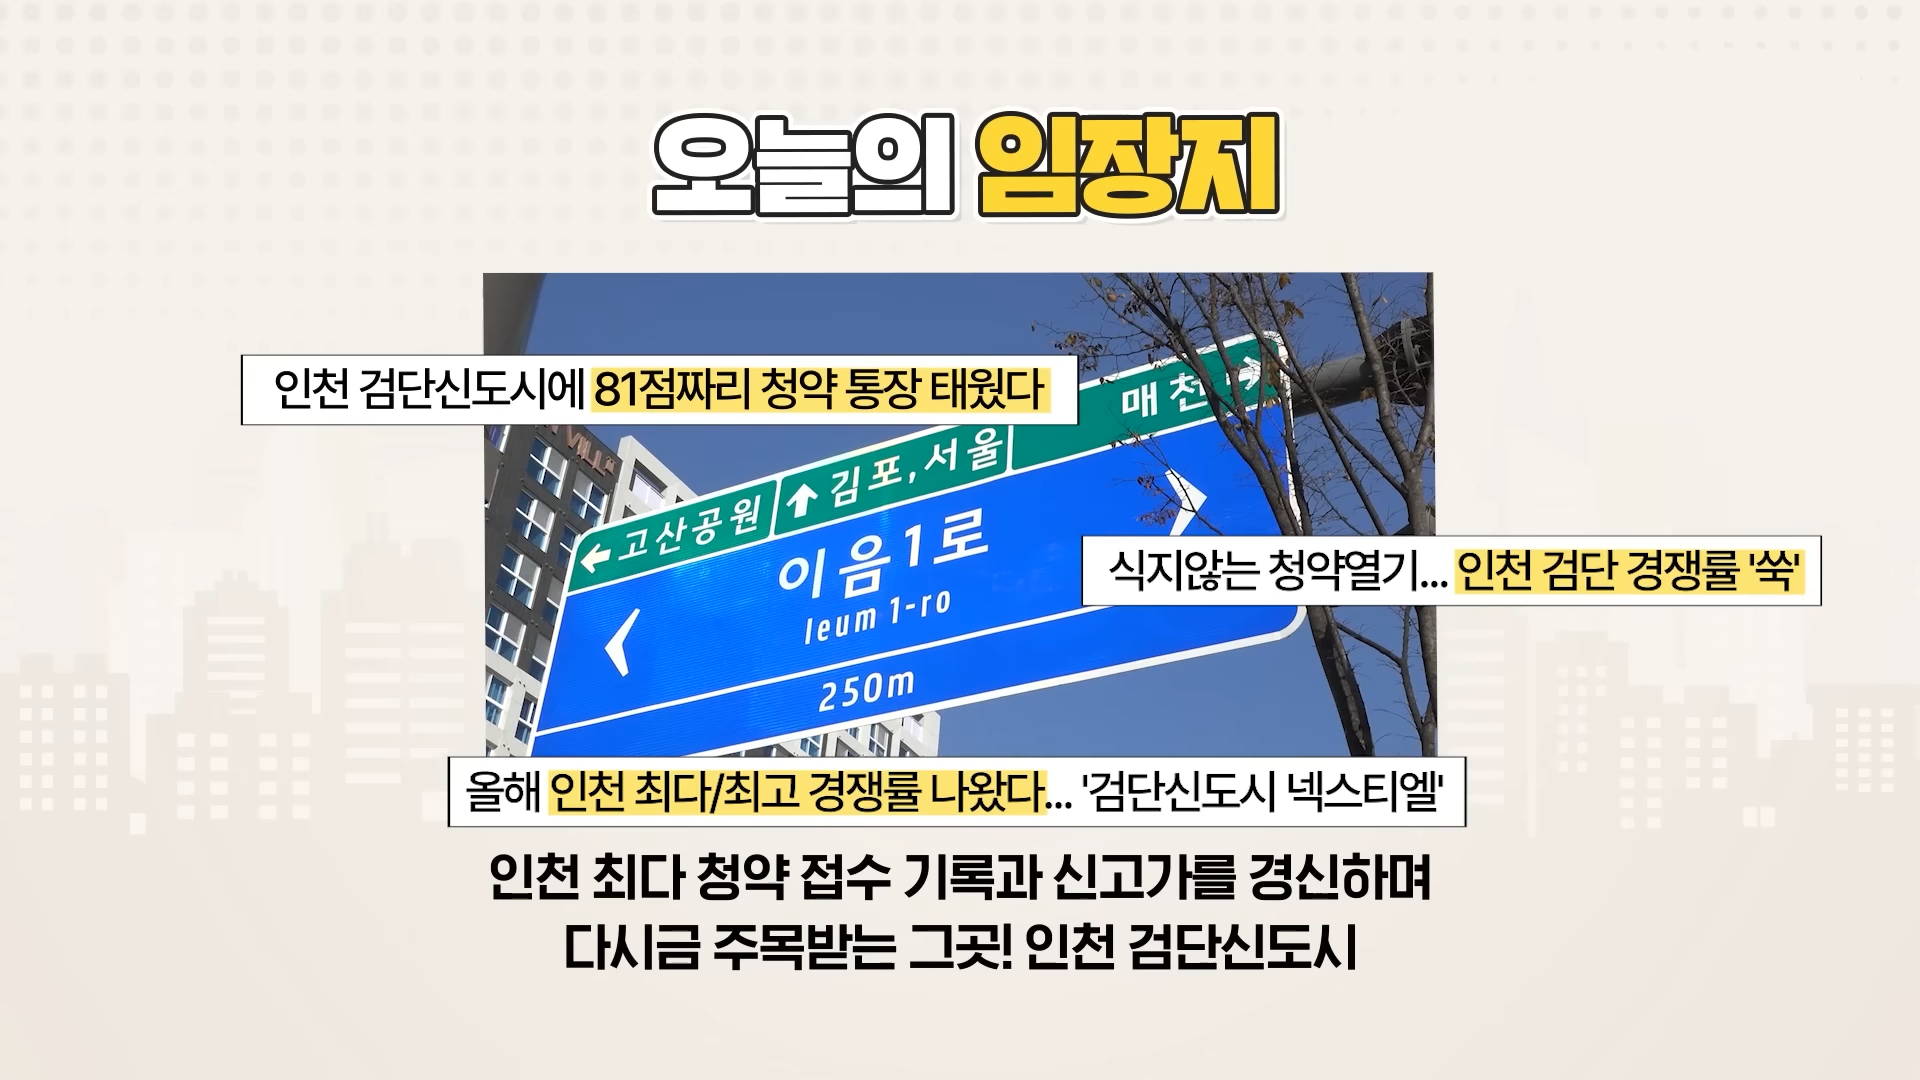 오늘의 임장지
인천 검단신도시에 81점짜리 청약 통장 태웠다
매천
김포, 서울
고산공원
이음1로
Ieum 1-ro
250m
VILL
식지않는 청약열기... 인천 검단 경쟁률 '쑥'
올해 인천 최다/최고 경쟁률 나왔다... '검단신도시 넥스티엘'
인천 최다 청약 접수 기록과 신고가를 경신하며
다시금 주목받는 그곳! 인천 검단신도시